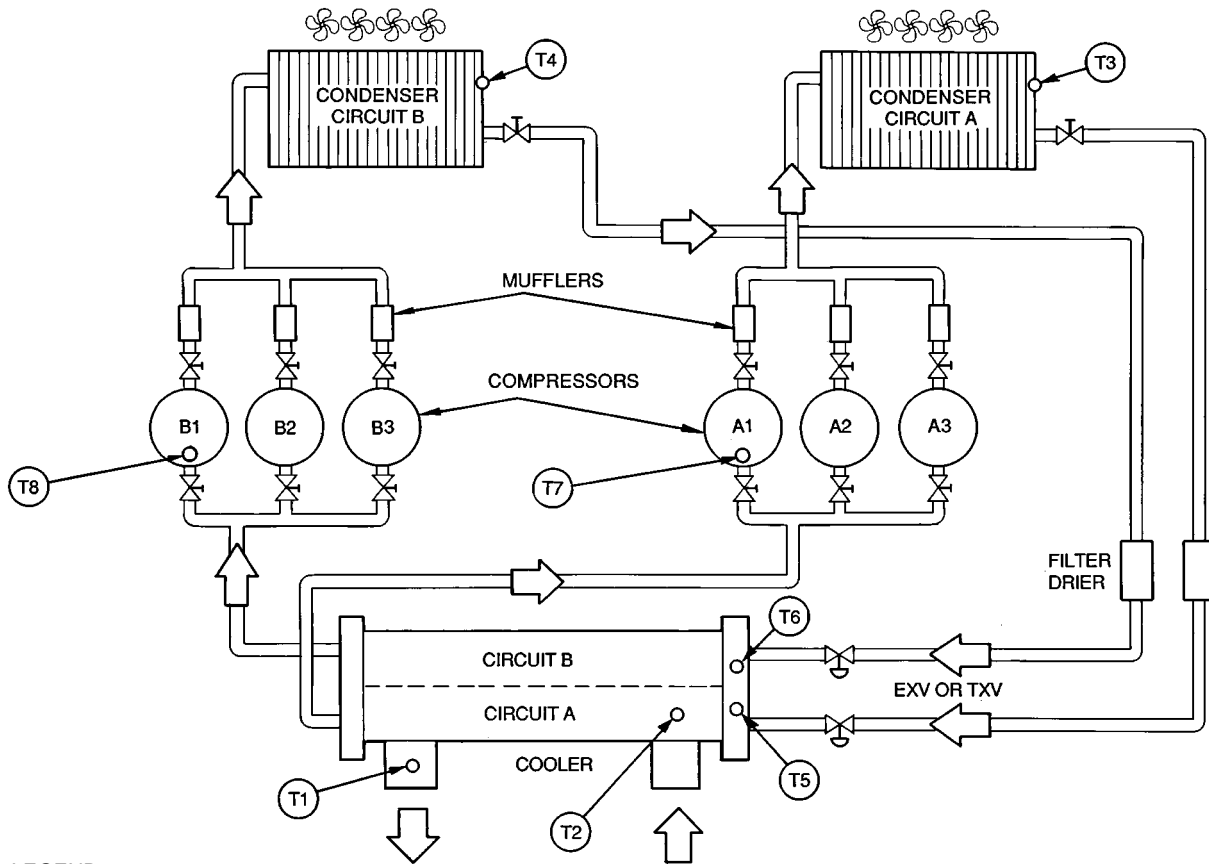 T4
T3
CONDENSER
CIRCUIT B
CONDENSER
CIRCUIT A
MUFFLERS
COMPRESSORS
B1
B2
B3
A1
A2
A3
T8
T7
FILTER
DRIER
T6
CIRCUIT B
EXV OR TXV
CIRCUIT A
COOLER
T5
T1
T2